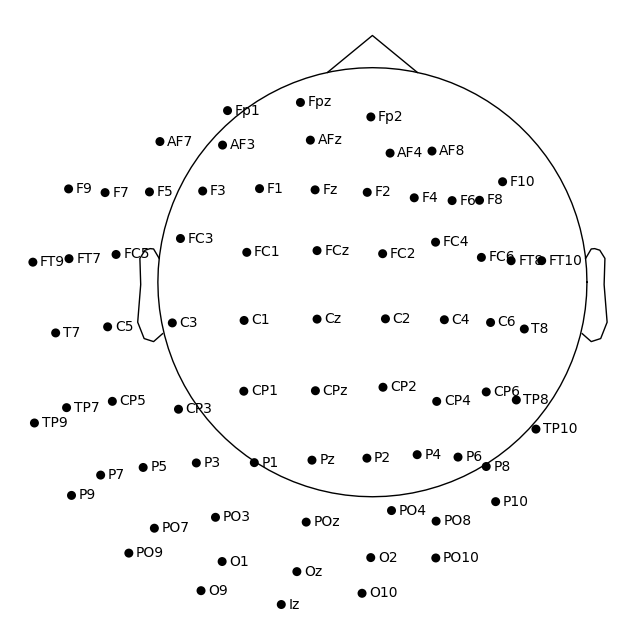 Fpz
Fp1
Fp2
AFz
AF7
AF3
AF4
AF8
F10
F9
F7
F5
F3
F1
Fz
F2
F4
F6
F8
FC3
FC4
FCz
FC1
FC2
FC5
FC6
FT9
FT7
FT8
FT10
Cz
C2
C4
C1
C3
C6
C5
T8
T7
CP2
CPz
CP1
CP6
CP5
CP4
TP8
TP7
CP3
TP9
TP10
P4
P6
P2
Pz
P1
P3
P5
P8
P7
P9
P10
PO4
PO3
PO8
POz
PO7
PO9
O2
PO10
O1
Oz
O9
O10
Iz